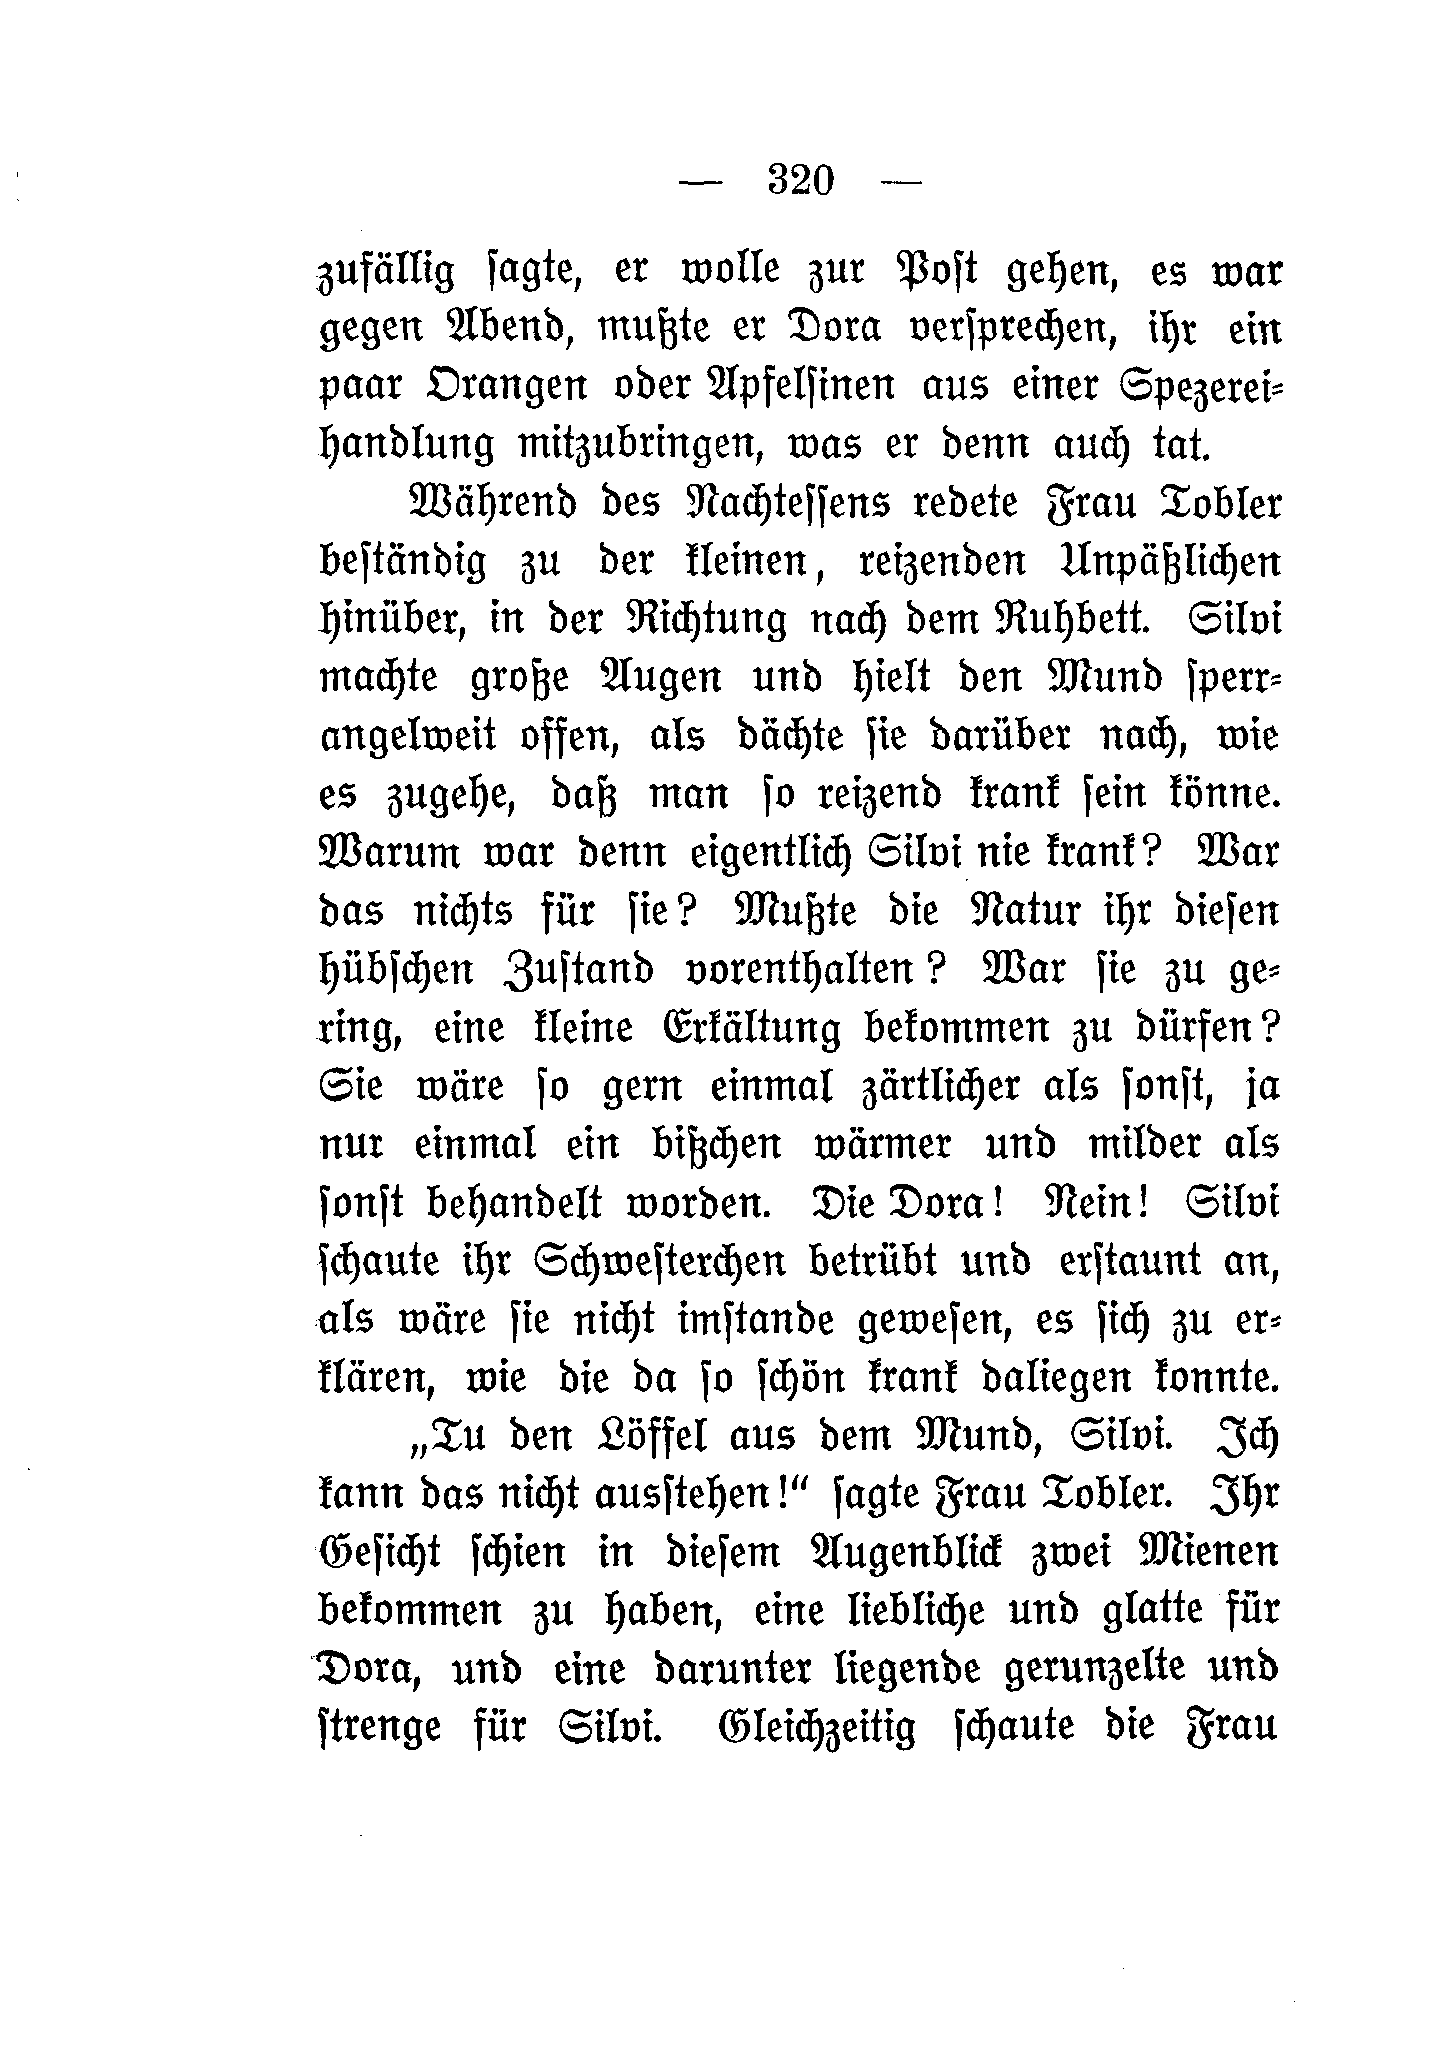 — 320 —
zufällig sagte, er wolle zur Post gehen, es war
gegen Abend, mußte er Dora versprechen, ihr ein
paar Orangen oder Apfelsinen aus einer Spezerei-
handlung mitzubringen, was er denn auch tat.
Während des Nachtessens redete Frau Tobler
beständig zu der kleinen, reizenden Unpäßlichen
hinüber, in der Richtung nach dem Ruhbett. Silvi
machte große Augen und hielt den Mund sperr-
angelweit offen, als dächte sie darüber nach, wie
es zugehe, daß man so reizend krank sein könne.
Warum war denn eigentlich Silvi nie krank? War
das nichts für sie? Mußte die Natur ihr diesen
hübschen Zustand vorenthalten? War sie zu ge-
ring, eine kleine Erkältung bekommen zu dürfen?
Sie wäre so gern einmal zärtlicher als sonst, ja
nur einmal ein bißchen wärmer und milder als
sonst behandelt worden. Die Dora! Nein! Silvi
schaute ihr Schwesterchen betrübt und erstaunt an,
als wäre sie nicht imstande gewesen, es sich zu er-
klären, wie die da so schön krank daliegen konnte.
„Tu den Löffel aus dem Mund, Silvi. Ich
kann das nicht ausstehen!“ sagte Frau Tobler. Ihr
Gesicht schien in diesem Augenblick zwei Mienen
bekommen zu haben, eine liebliche und glatte für
Dora, und eine darunter liegende gerunzelte und
strenge für Silvi. Gleichzeitig schaute die Frau